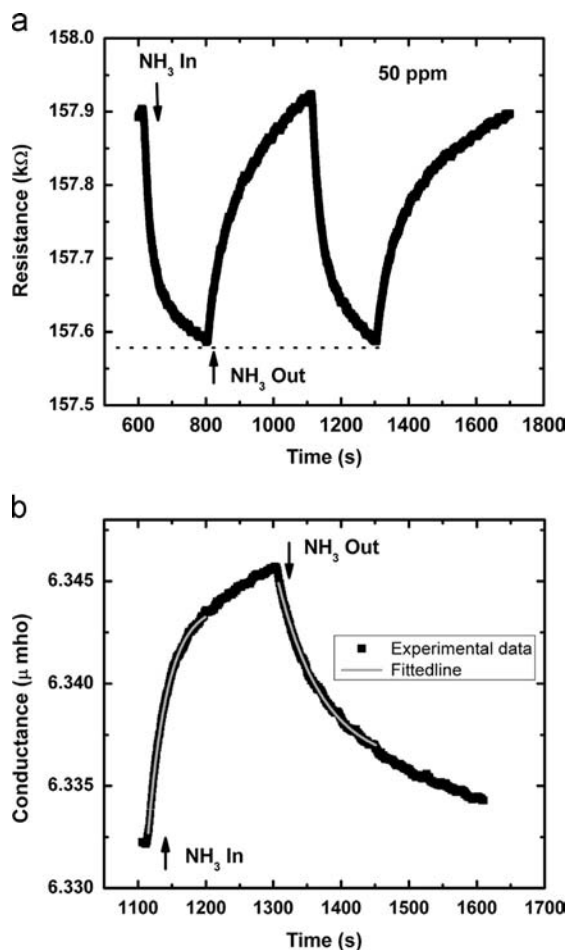 a
158.0
157.9
157.8
157.7
157.6
157.5
Resistance (kΩ)
NH₃ In
50 ppm
NH₃ Out
600 800 1000 1200 1400 1600 1800
Time (s)
b
6.345
6.340
6.335
6.330
Conductance (μ mho)
NH₃ Out
Experimental data
Fittedline
NH₃ In
1100 1200 1300 1400 1500 1600 1700
Time (s)